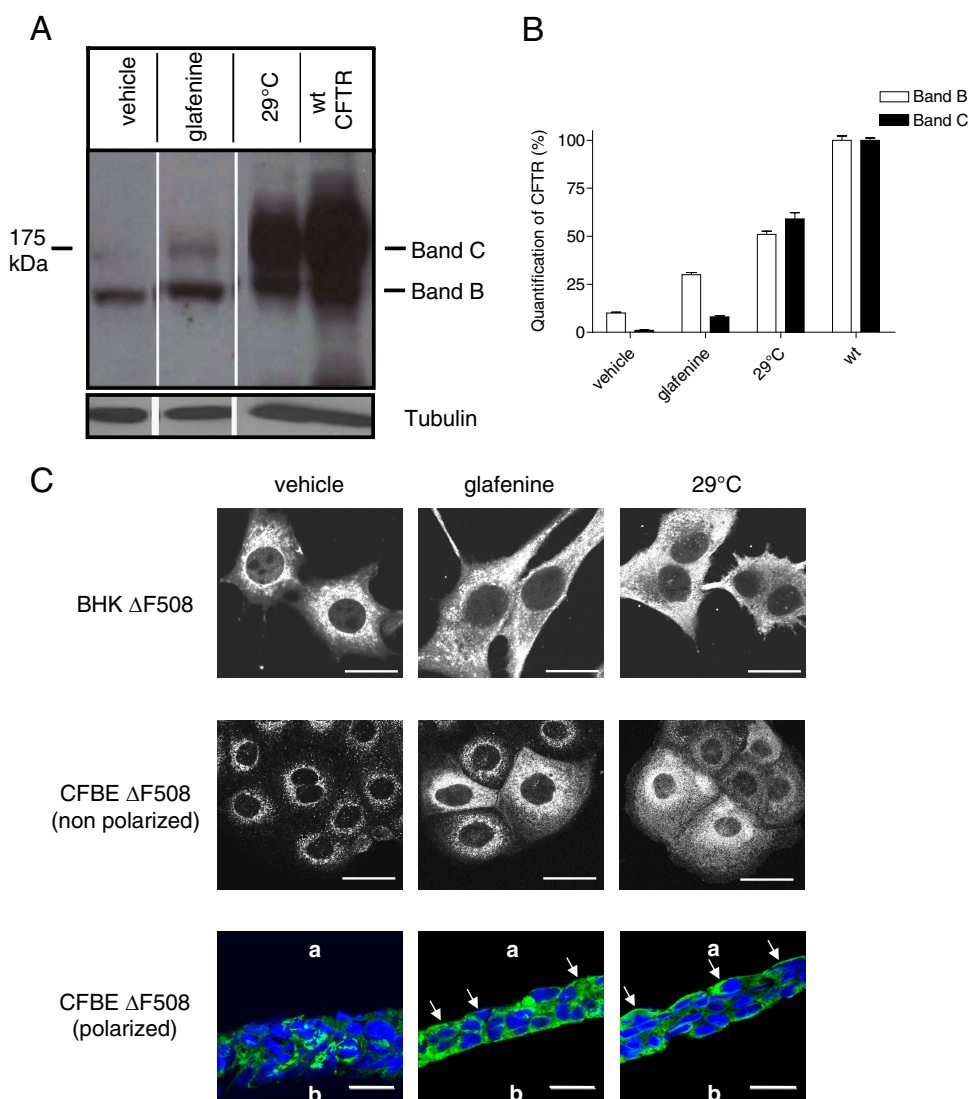 A
vehicle
glafenine
29°C
wt
CFTR
175
kDa
Band C
Band B
Tubulin
B
Band B
Band C
Quantification of CFTR (%)
100
75
50
25
0
vehicle
glafenine
29°C
wt
C
vehicle
glafenine
29°C
BHK ΔF508
CFBE ΔF508
(non polarized)
CFBE ΔF508
(polarized)
a
b
a
b
a
b